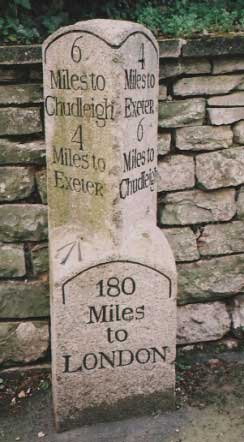 6
Miles to
Chudleigh
4
Miles to
Exeter
4
Miles to
Exeter
6
Miles to
Chudleigh
180
Miles
to
LONDON